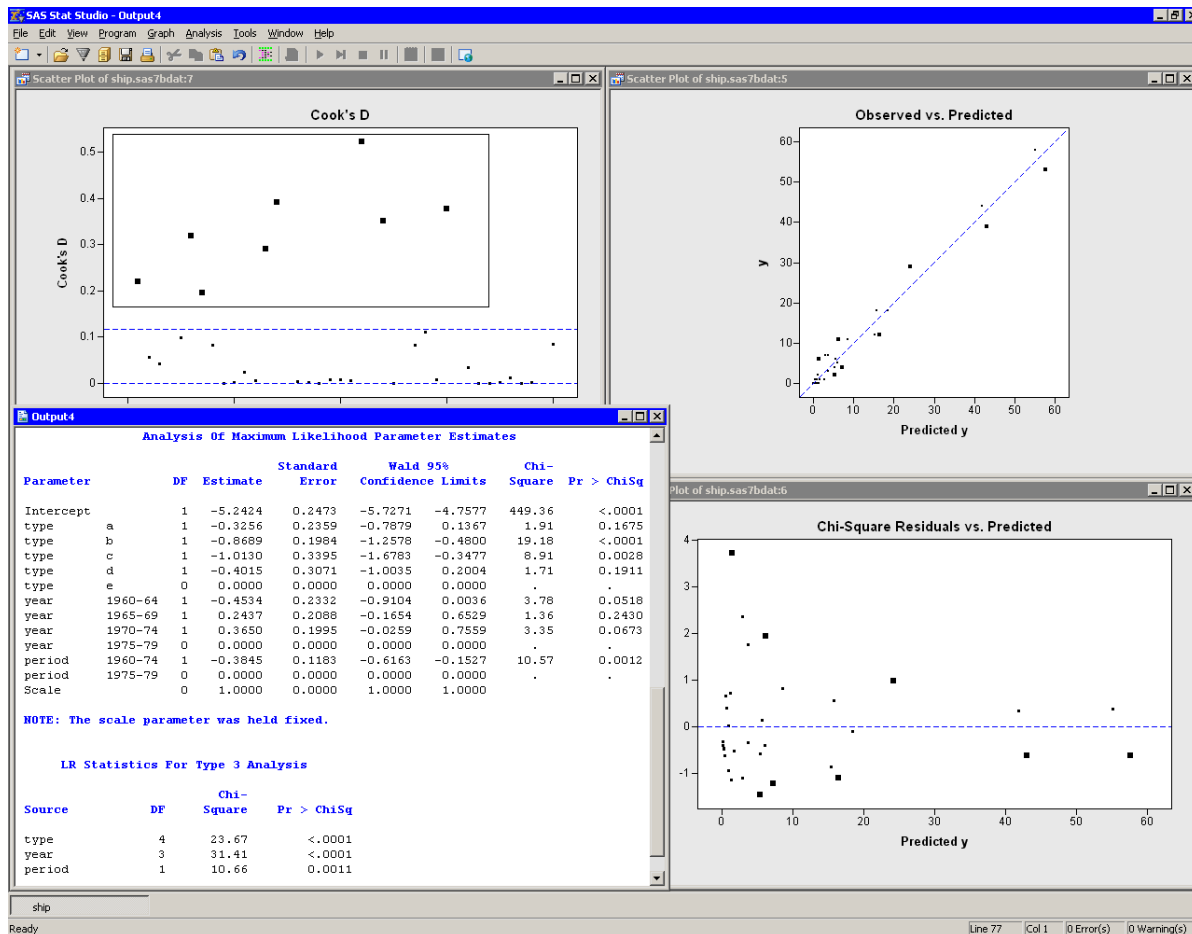 SAS Stat Studio - Output4
File Edit View Program Graph Analysis Tools Window Help
Scatter Plot of ship.sas7bdat:7
Cook's D
0.5
0.4
0.3
0.2
0.1
0
Cook's D
Scatter Plot of ship.sas7bdat:5
Observed vs. Predicted
60
50
40
30
20
10
0
y
0 10 20 30 40 50 60
Predicted y
Output4
Analysis Of Maximum Likelihood Parameter Estimates
Standard Wald 95% Chi-
Parameter DF Estimate Error Confidence Limits Square Pr > ChiSq
Intercept 1 -5.2424 0.2473 -5.7271 -4.7577 449.36 <.0001
type a 1 -0.3256 0.2359 -0.7879 0.1367 1.91 0.1675
type b 1 -0.8689 0.1984 -1.2578 -0.4800 19.18 <.0001
type c 1 -1.0130 0.3395 -1.6783 -0.3477 8.91 0.0028
type d 1 -0.4015 0.3071 -1.0035 0.2004 1.71 0.1911
type e 0 0.0000 0.0000 0.0000 0.0000 . .
year 1960-64 1 -0.4534 0.2332 -0.9104 0.0036 3.78 0.0518
year 1965-69 1 0.2437 0.2088 -0.1654 0.6529 1.36 0.2430
year 1970-74 1 0.3650 0.1995 -0.0259 0.7559 3.35 0.0673
year 1975-79 0 0.0000 0.0000 0.0000 0.0000 . .
period 1960-74 1 -0.3845 0.1183 -0.6163 -0.1527 10.57 0.0012
period 1975-79 0 0.0000 0.0000 0.0000 0.0000 . .
Scale 0 1.0000 0.0000 1.0000 1.0000
NOTE: The scale parameter was held fixed.
LR Statistics For Type 3 Analysis
Chi-
Source DF Square Pr > ChiSq
type 4 23.67 <.0001
year 3 31.41 <.0001
period 1 10.66 0.0011
Plot of ship.sas7bdat:6
Chi-Square Residuals vs. Predicted
4
3
2
1
0
-1
0 10 20 30 40 50 60
Predicted y
ship
Ready
Line 77 Col 1 0 Error(s) 0 Warning(s)